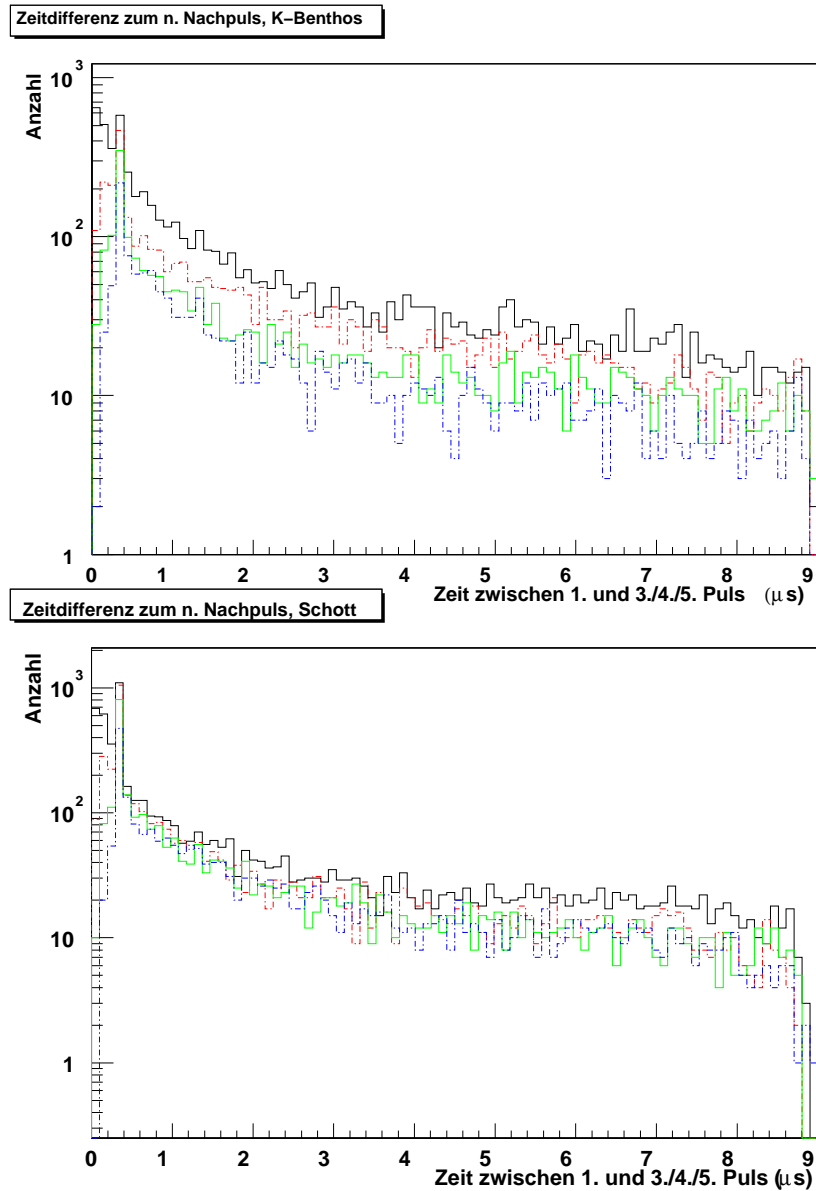 Zeitdifferenz zum n. Nachpuls, K−Benthos
Anzahl
10³
10²
10
1
0 1 2 3 4 5 6 7 8 9
Zeit zwischen 1. und 3./4./5. Puls (μ s)
Zeitdifferenz zum n. Nachpuls, Schott
Anzahl
10³
10²
10
1
0 1 2 3 4 5 6 7 8 9
Zeit zwischen 1. und 3./4./5. Puls (μ s)